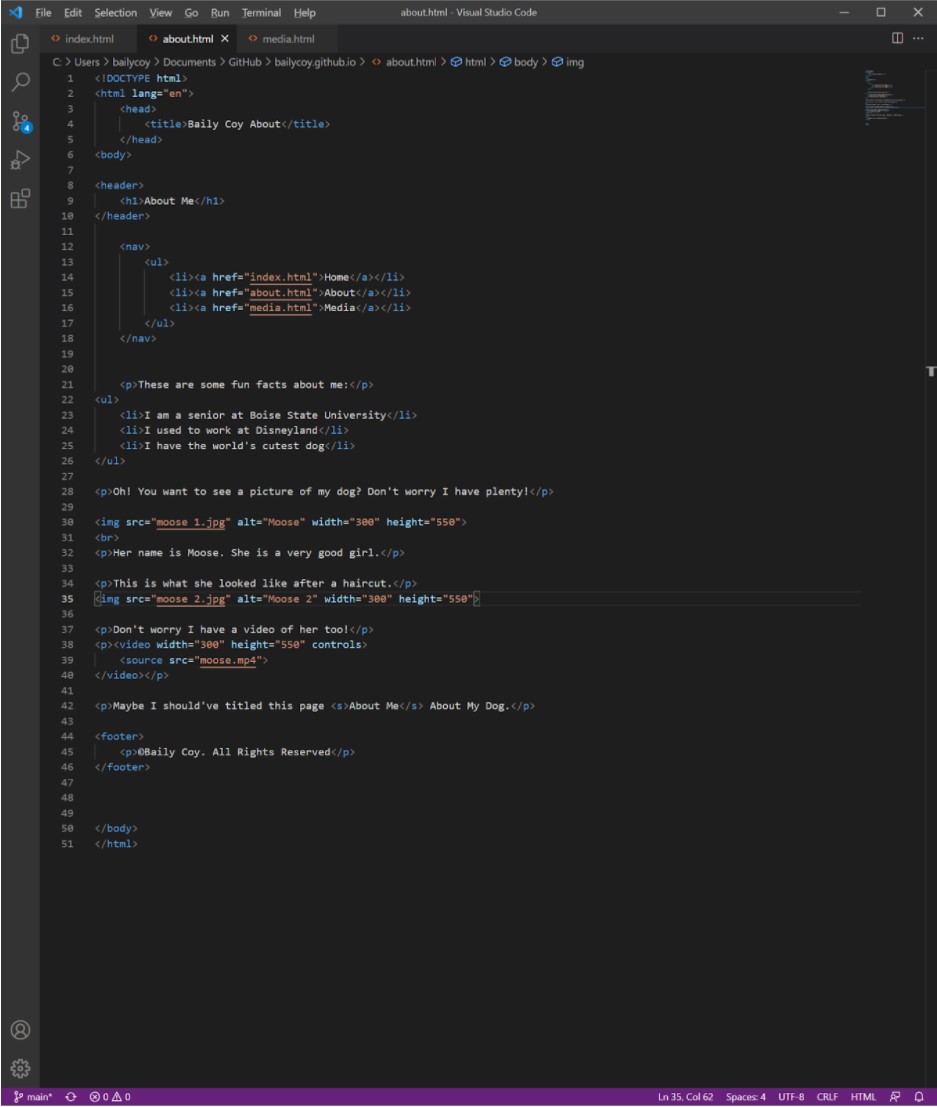 File Edit Selection View Go Run Terminal Help about.html - Visual Studio Code
index.html about.html media.html
C: > Users > bailycoy > Documents > GitHub > bailycoy.github.io > about.html > html > body > img
1 <!DOCTYPE html>
2 <html lang="en">
3 <head>
4 <title>Baily Coy About</title>
5 </head>
6 <body>
7
8 <header>
9 <h1>About Me</h1>
10 </header>
11
12 <nav>
13 <ul>
14 <li><a href="index.html">Home</a></li>
15 <li><a href="about.html">About</a></li>
16 <li><a href="media.html">Media</a></li>
17 </ul>
18 </nav>
19
20
21 <p>These are some fun facts about me:</p>
22 <ul>
23 <li>I am a senior at Boise State University</li>
24 <li>I used to work at Disneyland</li>
25 <li>I have the world's cutest dog</li>
26 </ul>
27
28 <p>Oh! You want to see a picture of my dog? Don't worry I have plenty!</p>
29
30 <img src="moose 1.jpg" alt="Moose" width="300" height="550">
31 <br>
32 <p>Her name is Moose. She is a very good girl.</p>
33
34 <p>This is what she looked like after a haircut.</p>
35 <img src="moose 2.jpg" alt="Moose 2" width="300" height="550">
36
37 <p>Don't worry I have a video of her too!</p>
38 <p><video width="300" height="550" controls>
39 <source src="moose.mp4">
40 </video></p>
41
42 <p>Maybe I should've titled this page <s>About Me</s> About My Dog.</p>
43
44 <footer>
45 <p>©Baily Coy. All Rights Reserved</p>
46 </footer>
47
48
49
50 </body>
51 </html>
4
main* 0 0 Ln 35, Col 62 Spaces: 4 UTF-8 CRLF HTML